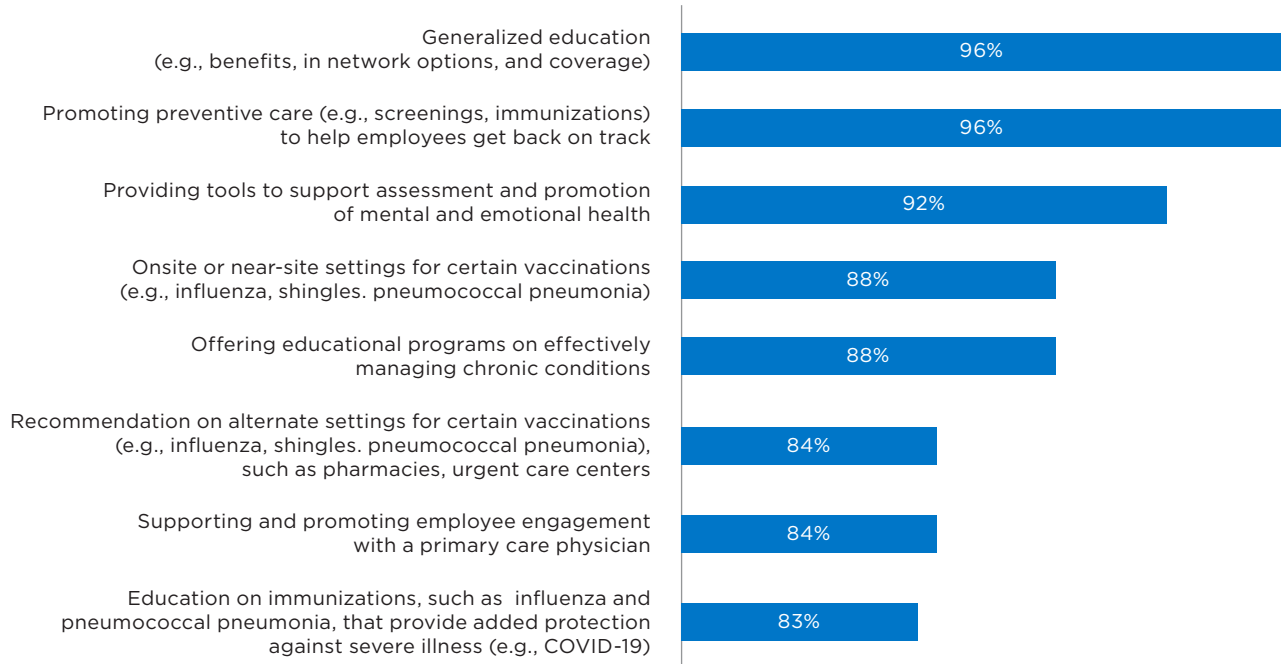 Generalized education
(e.g., benefits, in network options, and coverage)
96%
Promoting preventive care (e.g., screenings, immunizations)
to help employees get back on track
96%
Providing tools to support assessment and promotion
of mental and emotional health
92%
Onsite or near-site settings for certain vaccinations
(e.g., influenza, shingles. pneumococcal pneumonia)
88%
Offering educational programs on effectively
managing chronic conditions
88%
Recommendation on alternate settings for certain vaccinations
(e.g., influenza, shingles. pneumococcal pneumonia),
such as pharmacies, urgent care centers
84%
Supporting and promoting employee engagement
with a primary care physician
84%
Education on immunizations, such as  influenza and
pneumococcal pneumonia, that provide added protection
against severe illness (e.g., COVID-19)
83%